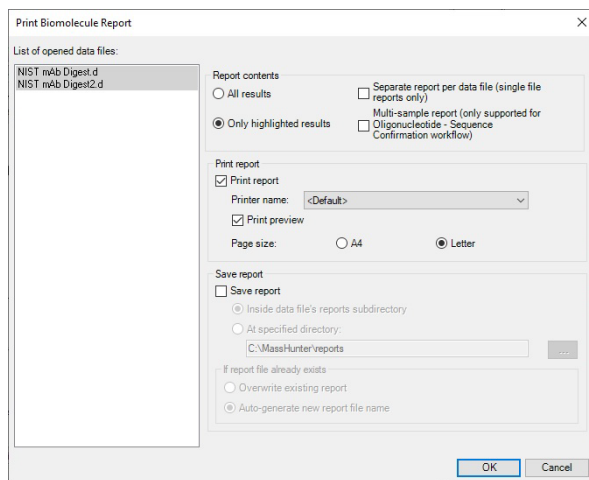 Print Biomolecule Report
List of opened data files:
NIST mAb Digest.d
NIST mAb Digest2.d
Report contents
All results
Only highlighted results
Separate report per data file (single file
reports only)
Multi-sample report (only supported for
Oligonucleotide - Sequence
Confirmation workflow)
Print report
Print report
Printer name:
<Default>
Print preview
Page size:
A4
Letter
Save report
Save report
Inside data file's reports subdirectory
At specified directory:
C:\MassHunter\reports
...
If report file already exists
Overwrite existing report
Auto-generate new report file name
OK
Cancel